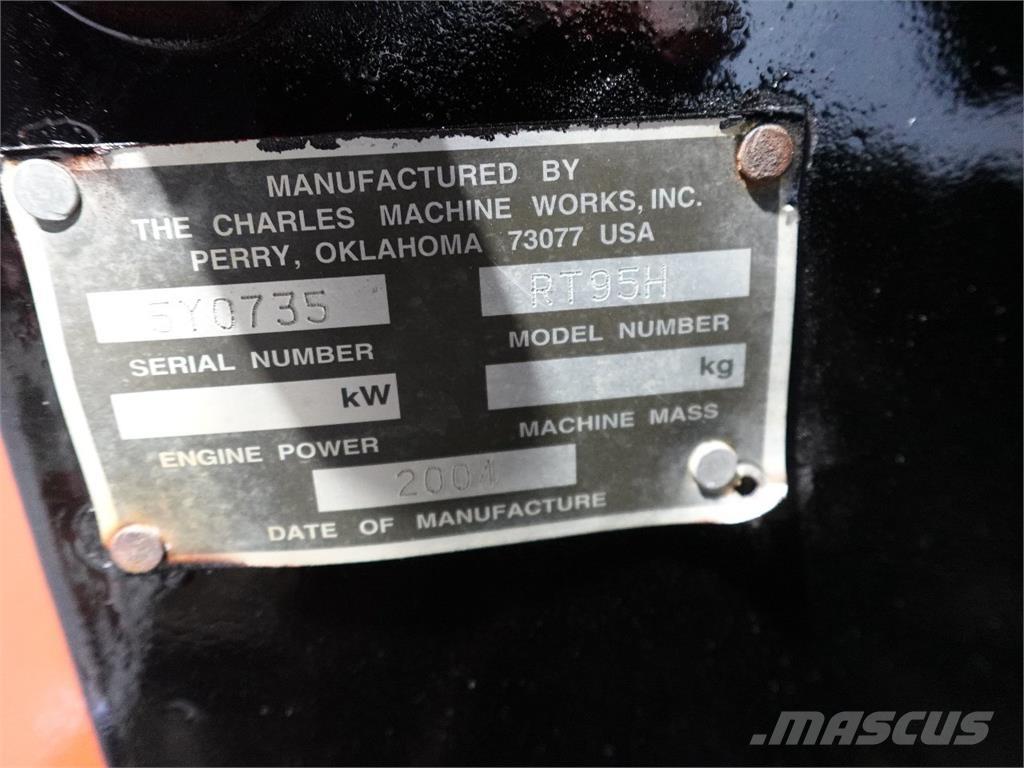 MANUFACTURED BY
THE CHARLES MACHINE WORKS, INC.
PERRY, OKLAHOMA 73077 USA
5Y0735 RT95H
SERIAL NUMBER MODEL NUMBER
kW kg
ENGINE POWER MACHINE MASS
2004
DATE OF MANUFACTURE
MASCUS